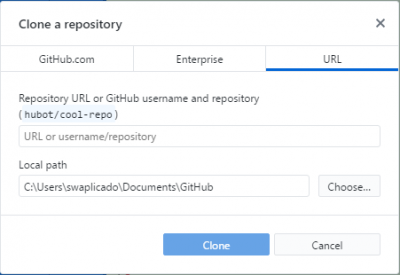 Clone a repository
GitHub.com
Enterprise
URL
Repository URL or GitHub username and repository
(hubot/cool-repo)
URL or username/repository
Local path
C:\Users\swaplicado\Documents\GitHub
Choose...
Clone
Cancel